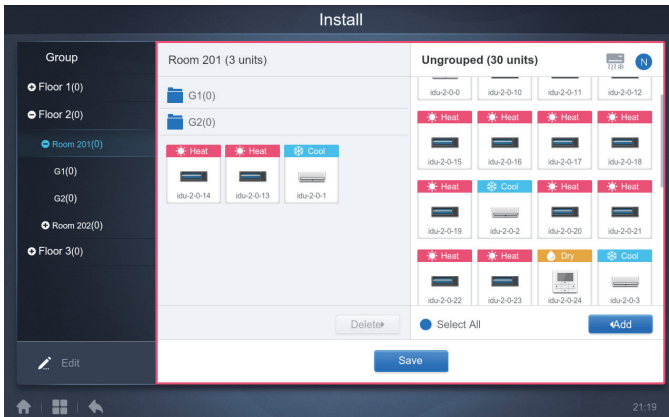 Install
Group
Floor 1(0)
Floor 2(0)
Room 201(0)
G1(0)
G2(0)
Room 202(0)
Floor 3(0)
Edit
Room 201 (3 units)
G1(0)
G2(0)
Heat Heat Cool
idu-2-0-14 idu-2-0-13 idu-2-0-1
Delete
Ungrouped (30 units)
N
idu-2-0-0 idu-2-0-10 idu-2-0-11 idu-2-0-12
Heat Heat Heat Heat
idu-2-0-15 idu-2-0-16 idu-2-0-17 idu-2-0-18
Heat Cool Heat Heat
idu-2-0-19 idu-2-0-2 idu-2-0-20 idu-2-0-21
Heat Heat Dry Cool
idu-2-0-22 idu-2-0-23 idu-2-0-24 idu-2-0-3
Select All
Add
Save
21:19